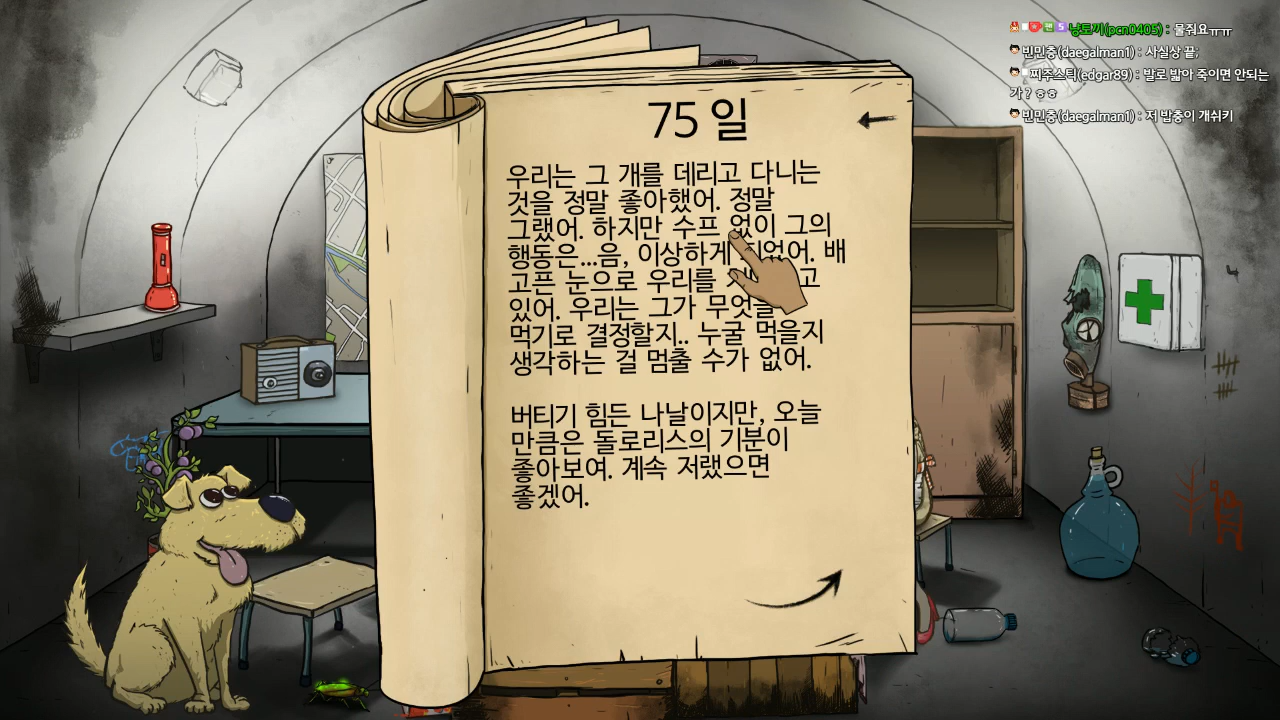 75 일
우리는 그 개를 데리고 다니는
것을 정말 좋아했어. 정말
그랬어. 하지만 수프 없이 그의
행동은...음, 이상하게 어. 배
고픈 눈으로 우리를 고
있어. 우리는 그가 무엇을
먹기로 결정할지.. 누굴 먹을지
생각하는 걸 멈출 수가 없어.
버티기 힘든 나날이지만, 오늘
만큼은 돌로리스의 기분이
좋아보여. 계속 저랬으면
좋겠어.
냥토끼(pcn0405) : 물줘요ㅠㅠ
빈민충(daegalman1) : 사실상 끝;
찌주스틱(edgar89) : 발로 밟아 죽이면 안되는
가? ㅎㅎ
빈민충(daegalman1) : 저 밥충이 개쉬키